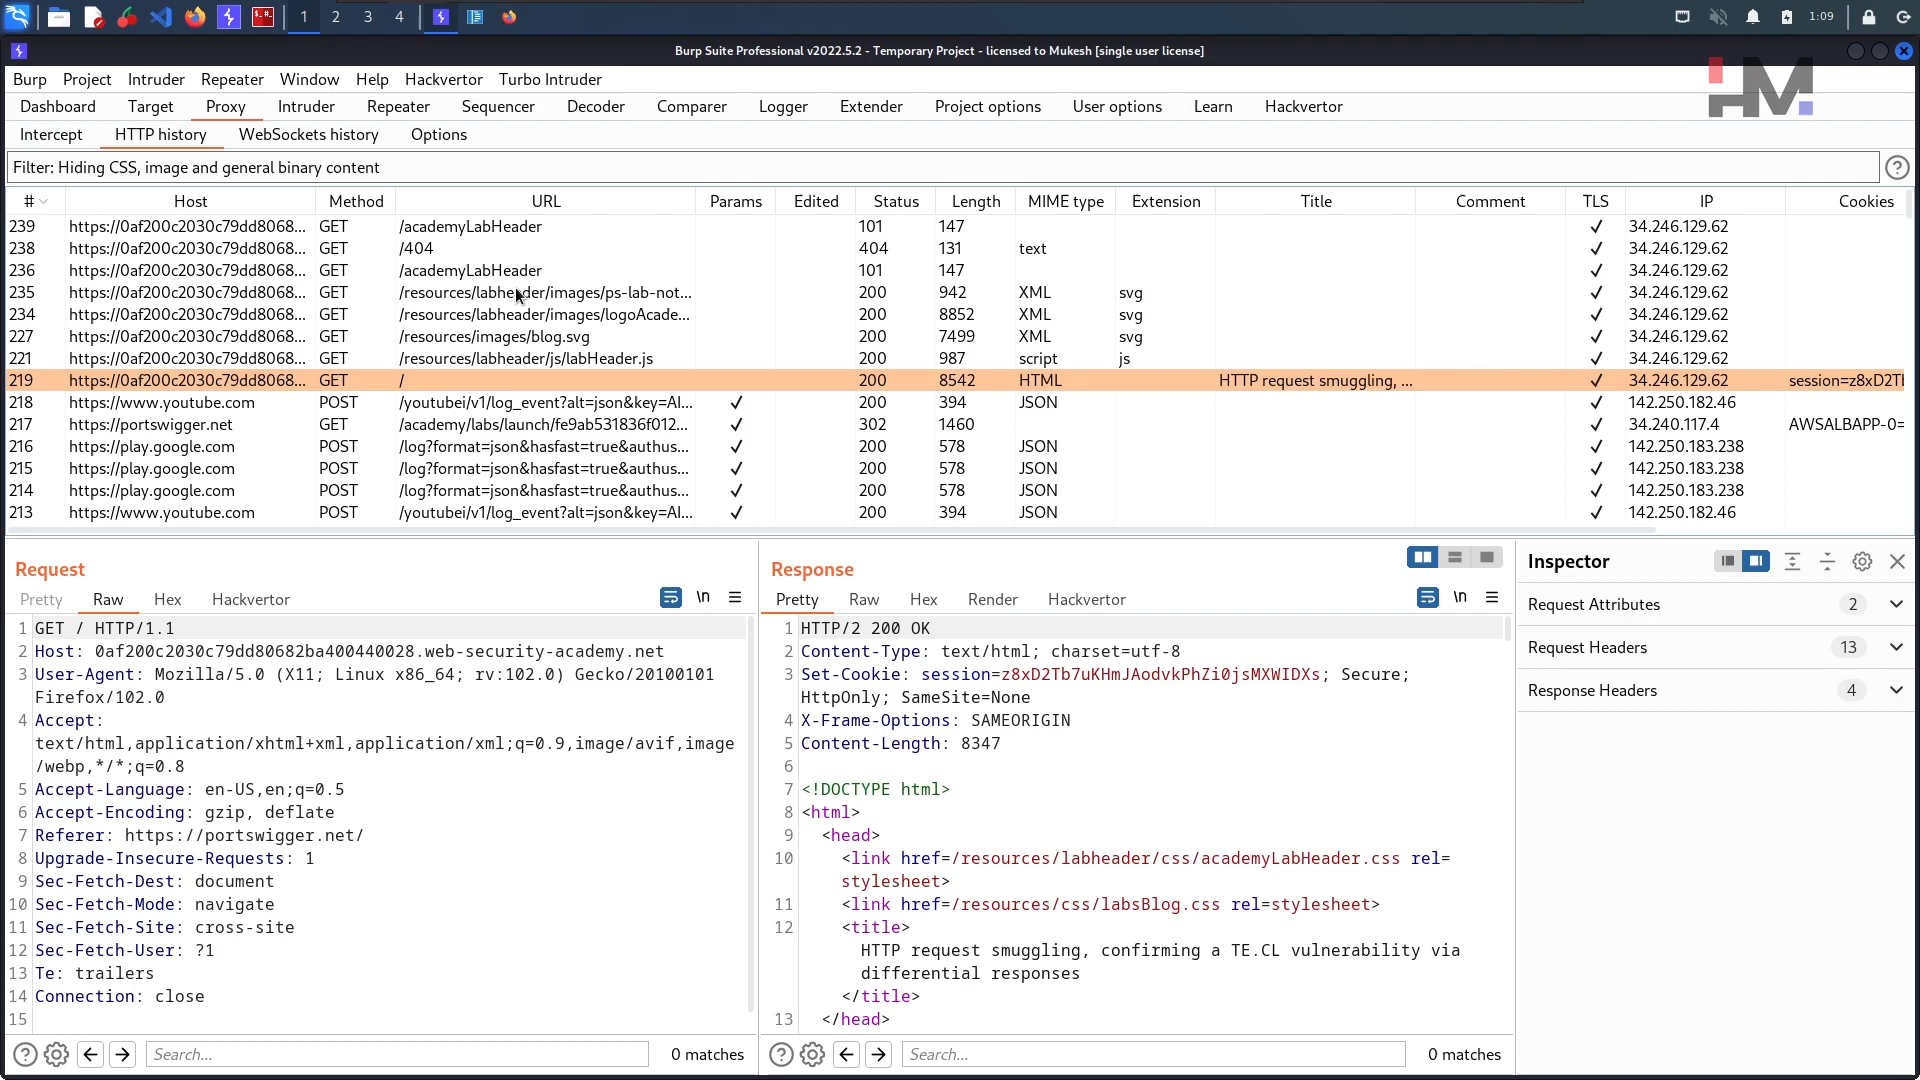 1 2 3 4 1:09
Burp Suite Professional v2022.5.2 - Temporary Project - licensed to Mukesh [single user license]
Burp Project Intruder Repeater Window Help Hackvertor Turbo Intruder
HM
Dashboard Target Proxy Intruder Repeater Sequencer Decoder Comparer Logger Extender Project options User options Learn Hackvertor
Intercept HTTP history WebSockets history Options
Filter: Hiding CSS, image and general binary content ?
# Host Method URL Params Edited Status Length MIME type Extension Title Comment TLS IP Cookies
239 https://0af200c2030c79dd8068... GET /academyLabHeader 101 147 ✓ 34.246.129.62
238 https://0af200c2030c79dd8068... GET /404 404 131 text ✓ 34.246.129.62
236 https://0af200c2030c79dd8068... GET /academyLabHeader 101 147 ✓ 34.246.129.62
235 https://0af200c2030c79dd8068... GET /resources/labheader/images/ps-lab-not... 200 942 XML svg ✓ 34.246.129.62
234 https://0af200c2030c79dd8068... GET /resources/labheader/images/logoAcade... 200 8852 XML svg ✓ 34.246.129.62
227 https://0af200c2030c79dd8068... GET /resources/images/blog.svg 200 7499 XML svg ✓ 34.246.129.62
221 https://0af200c2030c79dd8068... GET /resources/labheader/js/labHeader.js 200 987 script js ✓ 34.246.129.62
219 https://0af200c2030c79dd8068... GET / 200 8542 HTML HTTP request smuggling, ... ✓ 34.246.129.62 session=z8xD2Tl
218 https://www.youtube.com POST /youtubei/v1/log_event?alt=json&key=AI... ✓ 200 394 JSON ✓ 142.250.182.46
217 https://portswigger.net GET /academy/labs/launch/fe9ab531836f012... ✓ 302 1460 ✓ 34.240.117.4 AWSALBAPP-0=
216 https://play.google.com POST /log?format=json&hasfast=true&authus... ✓ 200 578 JSON ✓ 142.250.183.238
215 https://play.google.com POST /log?format=json&hasfast=true&authus... ✓ 200 578 JSON ✓ 142.250.183.238
214 https://play.google.com POST /log?format=json&hasfast=true&authus... ✓ 200 578 JSON ✓ 142.250.183.238
213 https://www.youtube.com POST /youtubei/v1/log_event?alt=json&key=AI... ✓ 200 394 JSON ✓ 142.250.182.46
Request
Pretty Raw Hex Hackvertor \n
1 GET / HTTP/1.1
2 Host: 0af200c2030c79dd80682ba400440028.web-security-academy.net
3 User-Agent: Mozilla/5.0 (X11; Linux x86_64; rv:102.0) Gecko/20100101
Firefox/102.0
4 Accept:
text/html,application/xhtml+xml,application/xml;q=0.9,image/avif,image
/webp,*/*;q=0.8
5 Accept-Language: en-US,en;q=0.5
6 Accept-Encoding: gzip, deflate
7 Referer: https://portswigger.net/
8 Upgrade-Insecure-Requests: 1
9 Sec-Fetch-Dest: document
10 Sec-Fetch-Mode: navigate
11 Sec-Fetch-Site: cross-site
12 Sec-Fetch-User: ?1
13 Te: trailers
14 Connection: close
15
? Search... 0 matches
Response
Pretty Raw Hex Render Hackvertor \n
1 HTTP/2 200 OK
2 Content-Type: text/html; charset=utf-8
3 Set-Cookie: session=z8xD2Tb7uKHmJAodvkPhZi0jsMXWIDXs; Secure;
HttpOnly; SameSite=None
4 X-Frame-Options: SAMEORIGIN
5 Content-Length: 8347
6
7 <!DOCTYPE html>
8 <html>
9 <head>
10 <link href=/resources/labheader/css/academyLabHeader.css rel=
stylesheet>
11 <link href=/resources/css/labsBlog.css rel=stylesheet>
12 <title>
HTTP request smuggling, confirming a TE.CL vulnerability via
differential responses
</title>
13 </head>
? Search... 0 matches
Inspector
Request Attributes 2
Request Headers 13
Response Headers 4